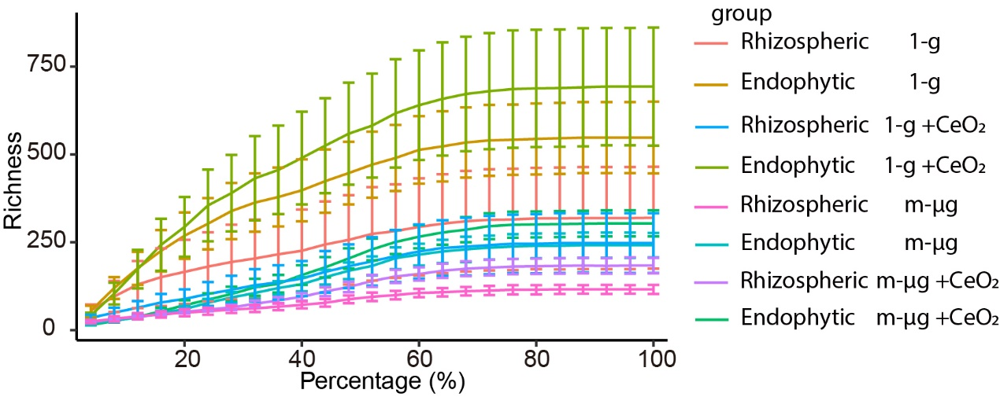 group
Rhizospheric 1-g
Endophytic 1-g
Rhizospheric 1-g +CeO₂
Endophytic 1-g +CeO₂
Rhizospheric m-μg
Endophytic m-μg
Rhizospheric m-μg +CeO₂
Endophytic m-μg +CeO₂
Richness
750
500
250
0
20 40 60 80 100
Percentage (%)